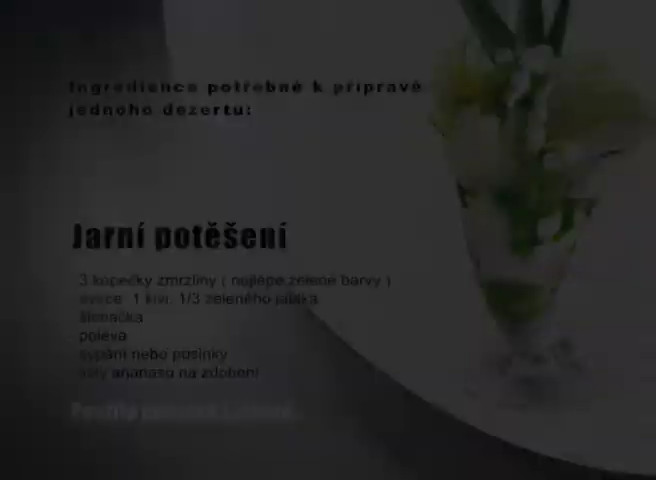 Ingredience potřebné k přípravě
jednoho dezertu:
Jarní potěšení
3 kopečky zmrzliny ( nejlépe zelené barvy )
ovoce: 1 kiwi, 1/3 zeleného jablka
šlehačka
poleva
sypání nebo posinky
listy ananasu na zdobení